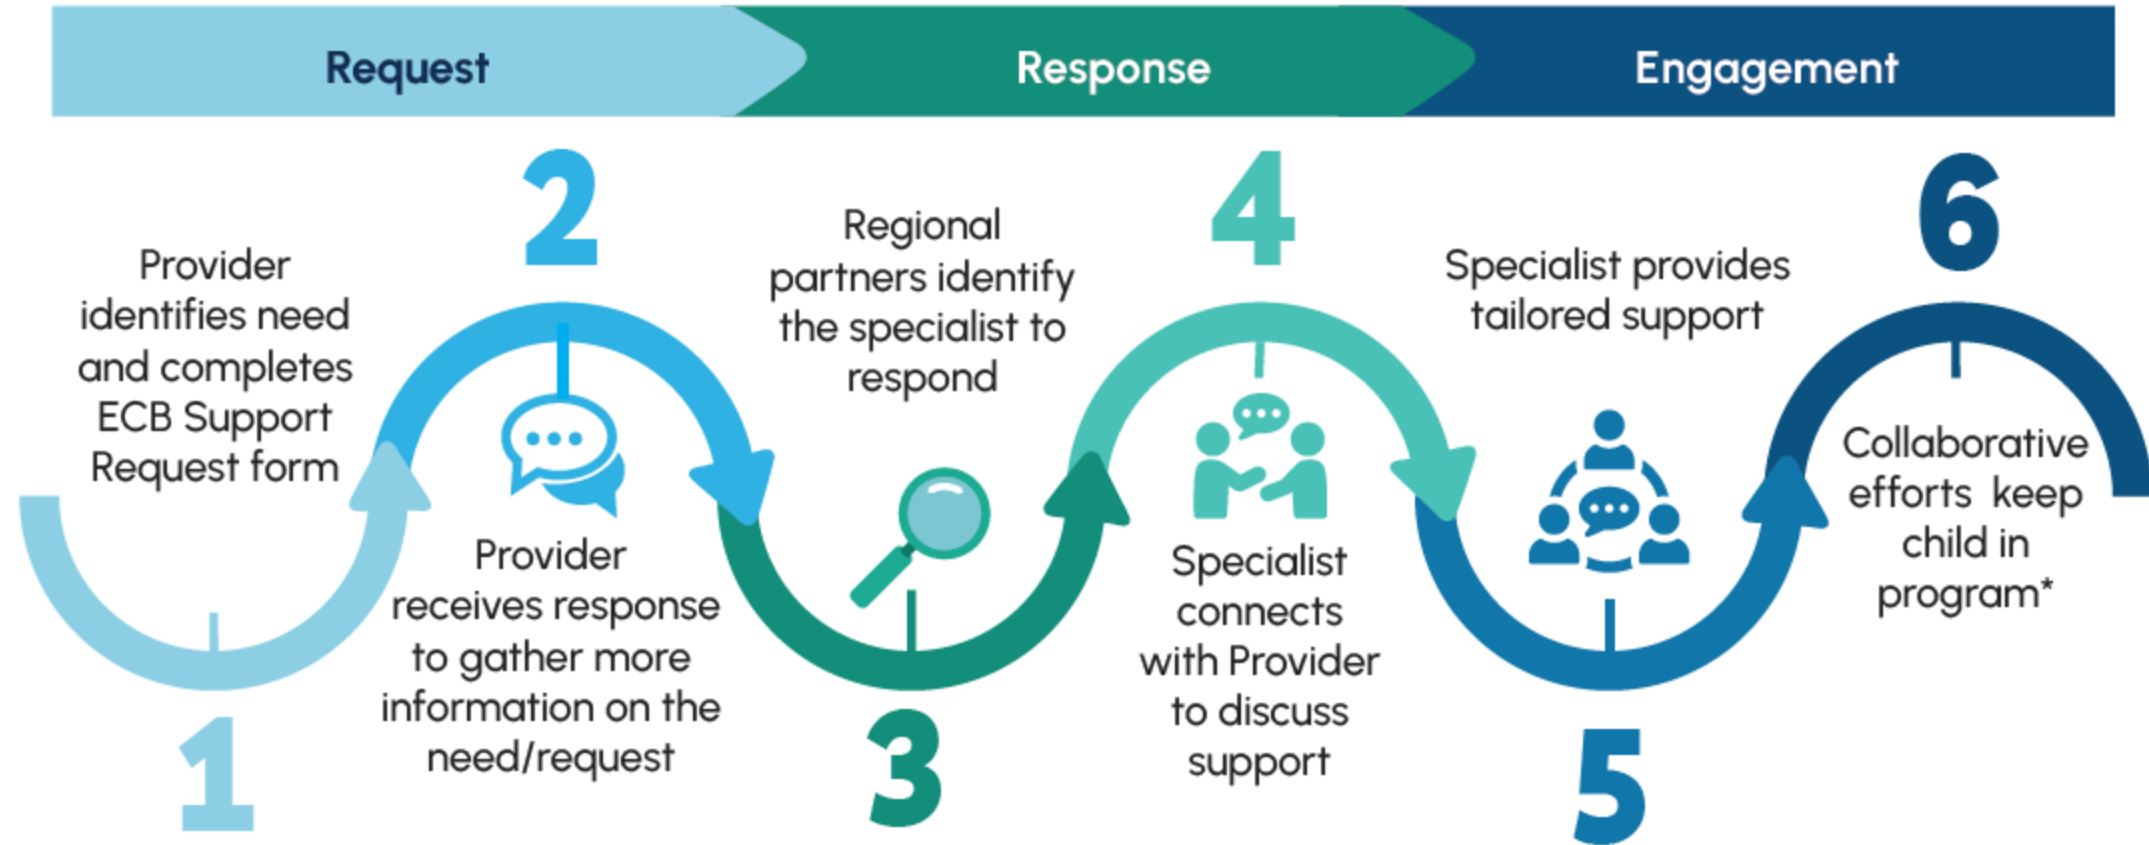 Request
Response
Engagement
1
Provider
identifies need
and completes
ECB Support
Request form
2
Provider
receives response
to gather more
information on the
need/request
3
Regional
partners identify
the specialist to
respond
4
Specialist
connects
with Provider
to discuss
support
5
Specialist provides
tailored support
6
Collaborative
efforts keep
child in
program*